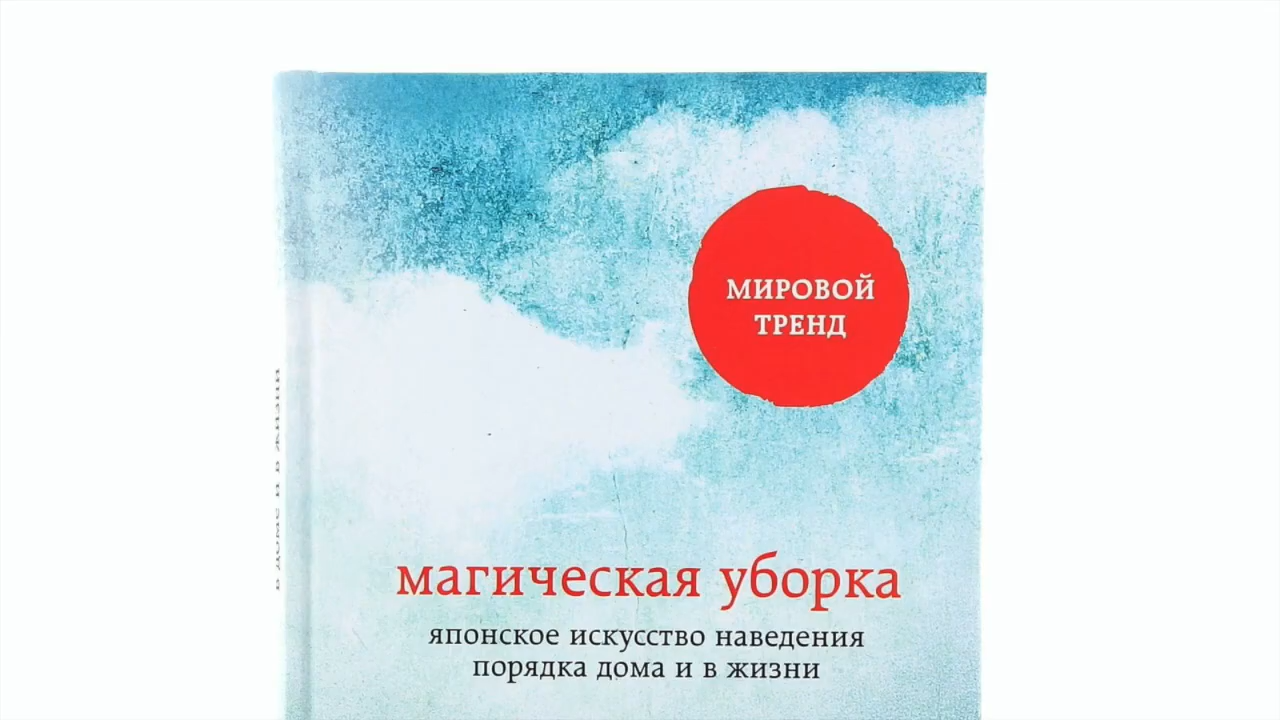 МИРОВОЙ
ТРЕНД
магическая уборка
японское искусство наведения
порядка дома и в жизни